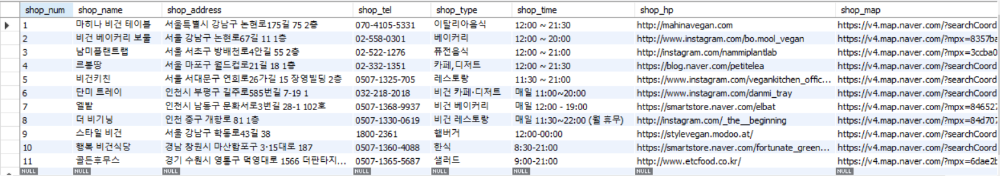 shop_num shop_name shop_address shop_tel shop_type shop_time shop_hp shop_map
1 마히나 비건 테이블 서울특별시 강남구 논현로175길 75 2층 070-4105-5331 이탈리아음식 12:00 ~ 21:30 http://mahinavegan.com https://v4.map.naver.com/?searchCoord
2 비건 베이커리 보물 서울 강남구 논현로67길 11 1층 02-558-0301 베이커리 12:00 ~ 20:00 http://www.instagram.com/bo.mool_vegan https://v4.map.naver.com/?mpx=8357ba
3 남미플랜트랩 서울 서초구 방배천로4안길 55 2층 02-522-1276 퓨전음식 12:00 ~ 21:00 http://instagram.com/nammiplantlab https://v4.map.naver.com/?mpx=3ccba0
4 르봉땅 서울 마포구 월드컵로21길 18 1층 02-332-1351 카페,디저트 12:00 ~ 21:30 https://blog.naver.com/petitelea https://v4.map.naver.com/?searchCoord
5 비건키친 서울 서대문구 연희로26가길 15 장영빌딩 2층 0507-1325-705 레스토랑 11:30 ~ 21:00 https://www.instagram.com/vegankitchen_offic... https://v4.map.naver.com/?searchCoord
6 단미 트레이 인천시 부평구 길주로585번길 7-19 1 032-218-2018 비건 카페·디저트 매일 11:00~20:00 https://www.instagram.com/danmi_tray https://v4.map.naver.com/?searchCoord
7 엘밭 인천시 남동구 문화서로3번길 28-1 102호 0507-1368-9937 비건 베이커리 매일 12:00 - 19:00 https://smartstore.naver.com/elbat https://v4.map.naver.com/?mpx=846527
8 더 비기닝 인천 중구 개항로 81 1층 0507-1330-0619 비건 레스토랑 매일 11:30~22:00 (월 휴무) http://instagram.com/_the__beginning https://v4.map.naver.com/?mpx=84d707
9 스타일 비건 서울 강남구 학동로43길 38 1800-2361 햄버거 12:00-00:00 https://stylevegan.modoo.at/ https://v4.map.naver.com/?searchCoord
10 행복 비건식당 경남 창원시 마산합포구 3·15대로 187 0507-1360-4088 한식 8:30-21:00 https://smartstore.naver.com/fortunate_green... https://v4.map.naver.com/?searchCoord
11 골든후무스 경기 수원시 영통구 덕영대로 1566 더판타지... 0507-1365-5687 샐러드 9:00-21:00 http://www.etcfood.co.kr/ https://v4.map.naver.com/?mpx=6dae2b
NULL NULL NULL NULL NULL NULL NULL NULL